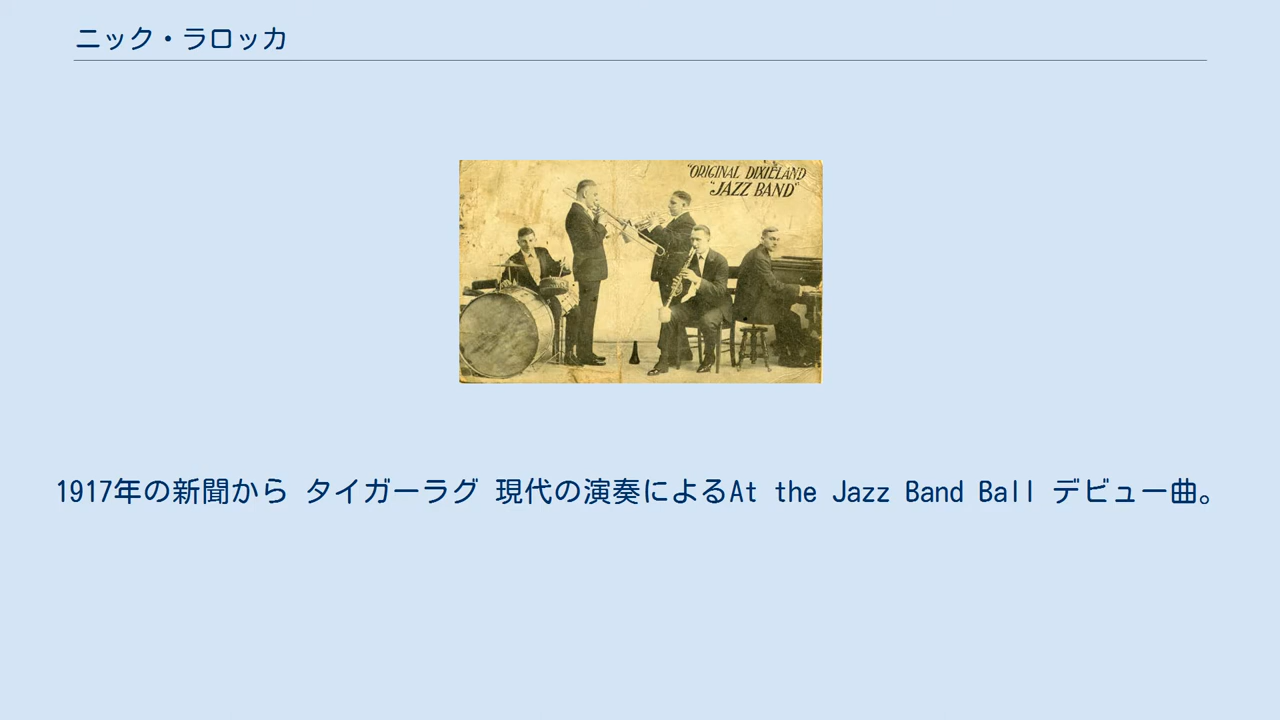 ニック・ラロッカ
"ORIGINAL DIXIELAND
"JAZZ BAND"
1917年の新聞から タイガーラグ 現代の演奏によるAt the Jazz Band Ball デビュー曲。